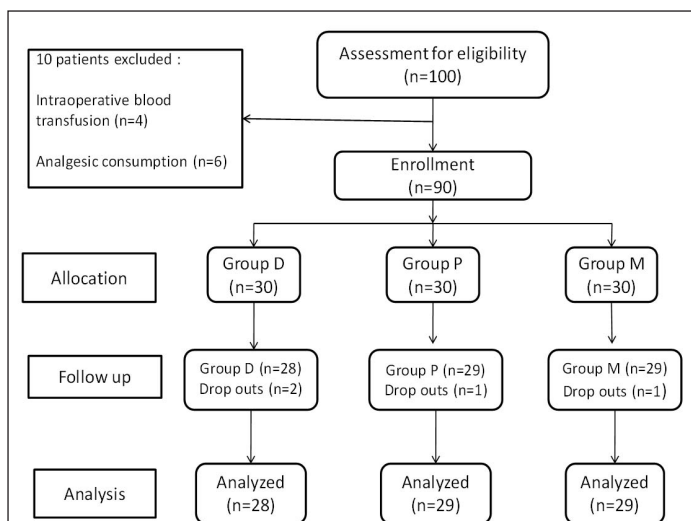 Assessment for eligibility
(n=100)
10 patients excluded :
Intraoperative blood
transfusion (n=4)
Analgesic consumption (n=6)
Enrollment
(n=90)
Allocation
Group D
(n=30)
Group P
(n=30)
Group M
(n=30)
Follow up
Group D (n=28)
Drop outs (n=2)
Group P (n=29)
Drop outs (n=1)
Group M (n=29)
Drop outs (n=1)
Analysis
Analyzed
(n=28)
Analyzed
(n=29)
Analyzed
(n=29)